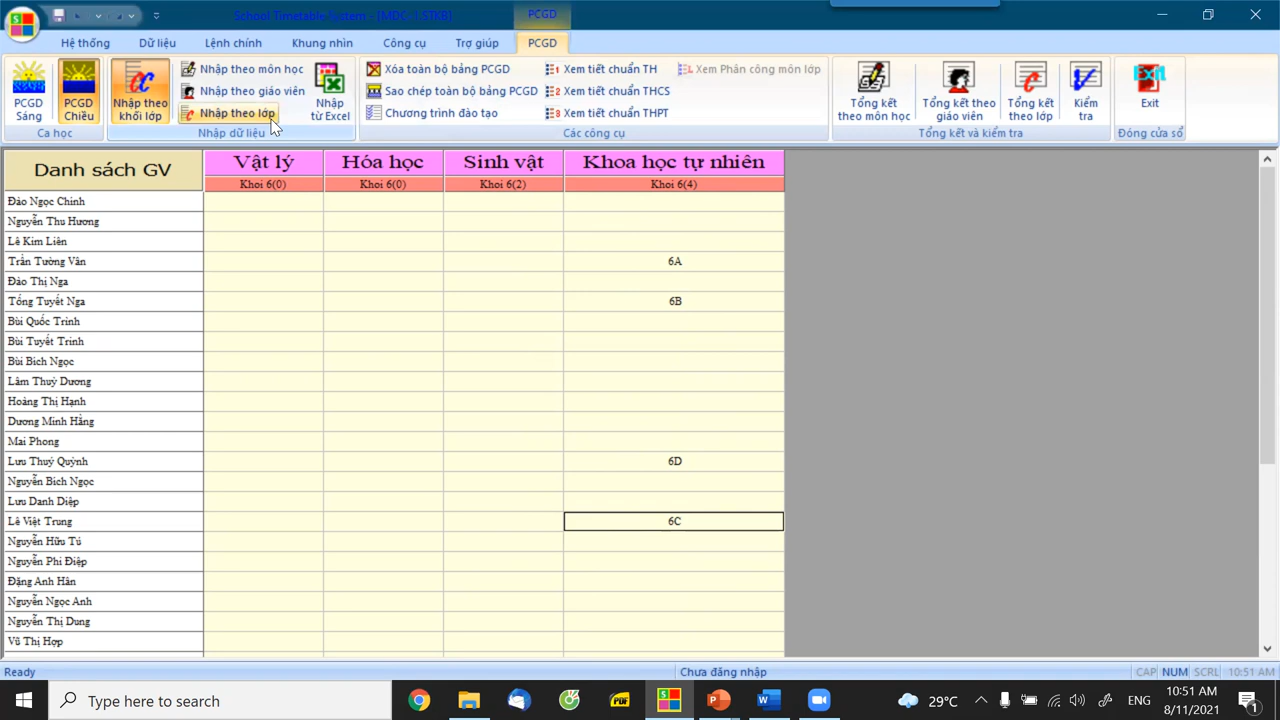 School Timetable System - [MDC_1.STKB]
PCGD
Hệ thống
Dữ liệu
Lệnh chính
Khung nhìn
Công cụ
Trợ giúp
PCGD
PCGD Sáng
PCGD Chiều
Ca học
Nhập theo khối lớp
Nhập theo môn học
Nhập theo giáo viên
Nhập theo lớp
Nhập từ Excel
Nhập dữ liệu
Xóa toàn bộ bảng PCGD
Sao chép toàn bộ bảng PCGD
Chương trình đào tạo
Xem tiết chuẩn TH
Xem tiết chuẩn THCS
Xem tiết chuẩn THPT
Xem Phân công môn lớp
Các công cụ
Tổng kết theo môn học
Tổng kết theo giáo viên
Tổng kết theo lớp
Kiểm tra
Tổng kết và kiểm tra
Exit
Đóng cửa sổ
Danh sách GV
Vật lý
Hóa học
Sinh vật
Khoa học tự nhiên
Khoi 6(0)
Khoi 6(0)
Khoi 6(2)
Khoi 6(4)
Đào Ngọc Chinh
Nguyễn Thu Hương
Lê Kim Liên
Trần Tường Vân 6A
Đào Thị Nga
Tống Tuyết Nga 6B
Bùi Quốc Trinh
Bùi Tuyết Trinh
Bùi Bích Ngọc
Lâm Thuỳ Dương
Hoàng Thị Hạnh
Dương Minh Hằng
Mai Phong
Lưu Thuý Quỳnh 6D
Nguyễn Bích Ngọc
Lưu Danh Diệp
Lê Việt Trung 6C
Nguyễn Hữu Tú
Nguyễn Phi Điệp
Đặng Anh Hân
Nguyễn Ngọc Anh
Nguyễn Thị Dung
Vũ Thị Hợp
Ready
Chưa đăng nhập
CAP NUM SCRL 10:51 AM
Type here to search
PDF
29°C
ENG
10:51 AM
8/11/2021